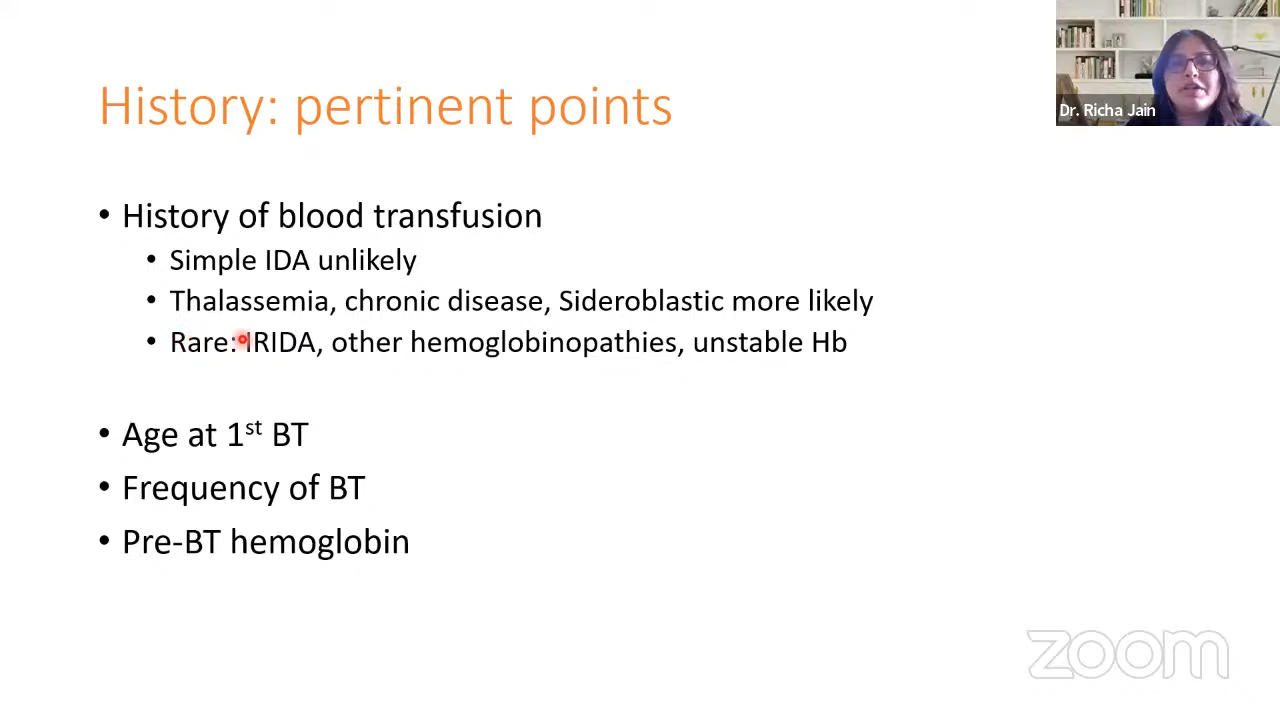 Dr. Richa Jain
History: pertinent points
• History of blood transfusion
• Simple IDA unlikely
• Thalassemia, chronic disease, Sideroblastic more likely
• Rare: IRIDA, other hemoglobinopathies, unstable Hb
• Age at 1st BT
• Frequency of BT
• Pre-BT hemoglobin
zoom